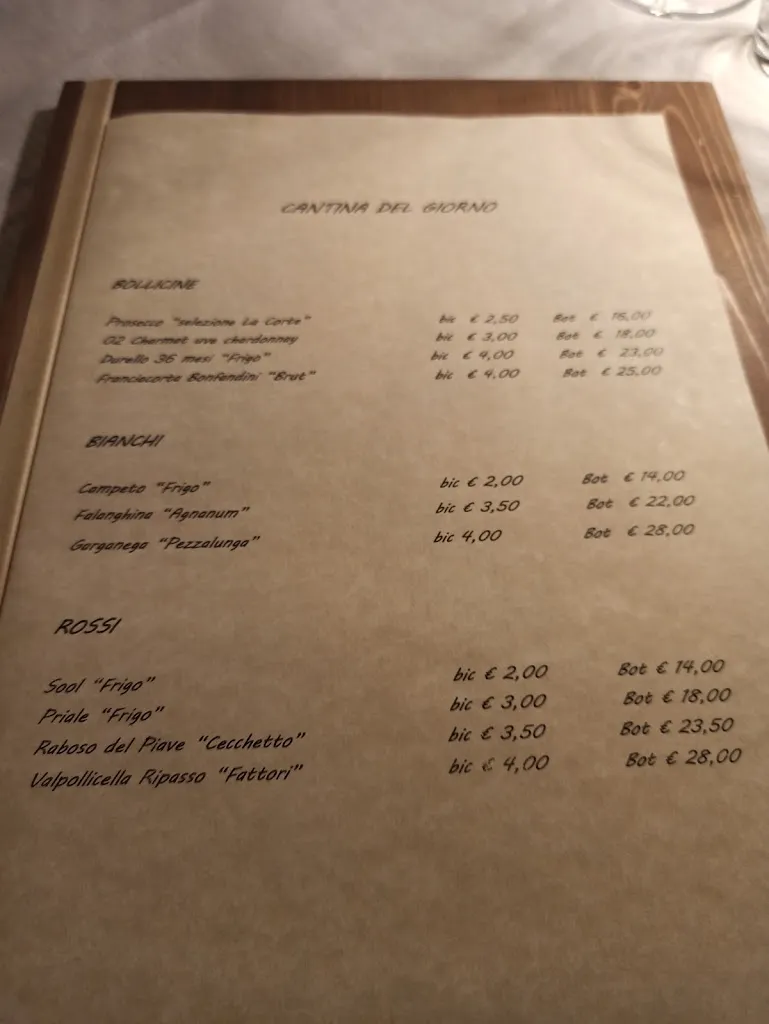 CANTINA DEL GIORNO
BOLLICINE
Prosecco "selezione La Corte" bic € 2,50 Bot € 16,00
O2 Charmat uve chardonney bic € 3,00 Bot € 18,00
Durello 36 mesi "Frigo" bic € 4,00 Bot € 23,00
Franciacorta Bonfandini "Brut" bic € 4,00 Bot € 25,00
BIANCHI
Campeto "Frigo" bic € 2,00 Bot € 14,00
Falanghina "Agnanum" bic € 3,50 Bot € 22,00
Garganega "Pezzalunga" bic 4,00 Bot € 28,00
ROSSI
Sool "Frigo" bic € 2,00 Bot € 14,00
Priale "Frigo" bic € 3,00 Bot € 18,00
Raboso del Piave "Cecchetto" bic € 3,50 Bot € 23,50
Valpollicella Ripasso "Fattori" bic € 4,00 Bot € 28,00